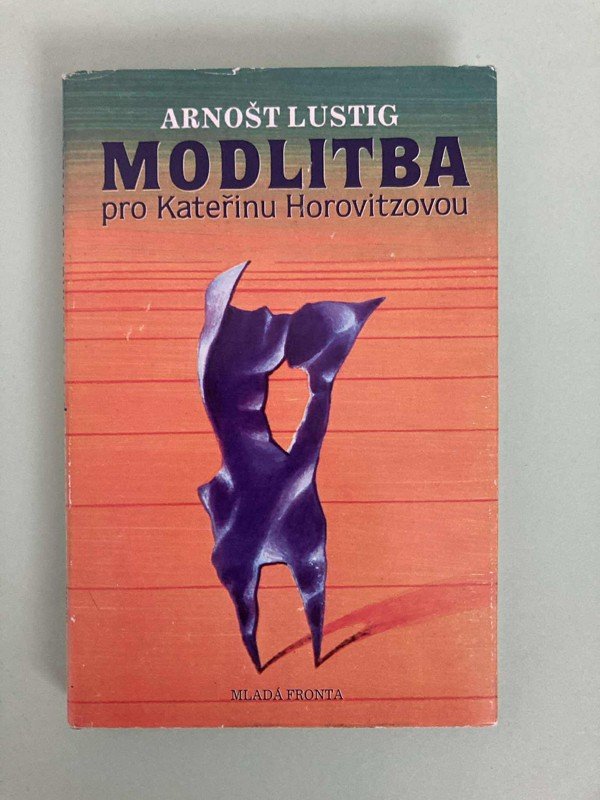 ARNOŠT LUSTIG
MODLITBA
pro Kateřinu Horovitzovou
MLADÁ FRONTA